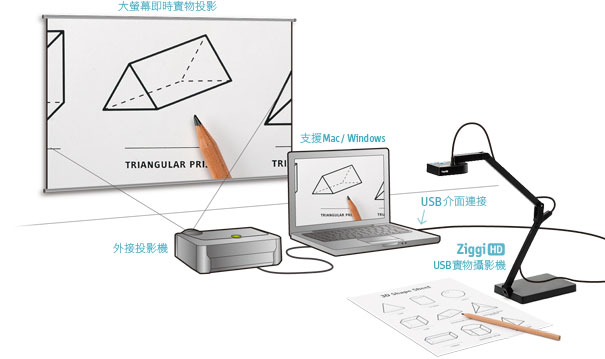 大螢幕即時實物投影
TRIANGULAR PRI
支援Mac / Windows
TRIANGULAR P
USB介面連接
外接投影機
Ziggi HD
USB實物攝影機
3D Shape Sheet